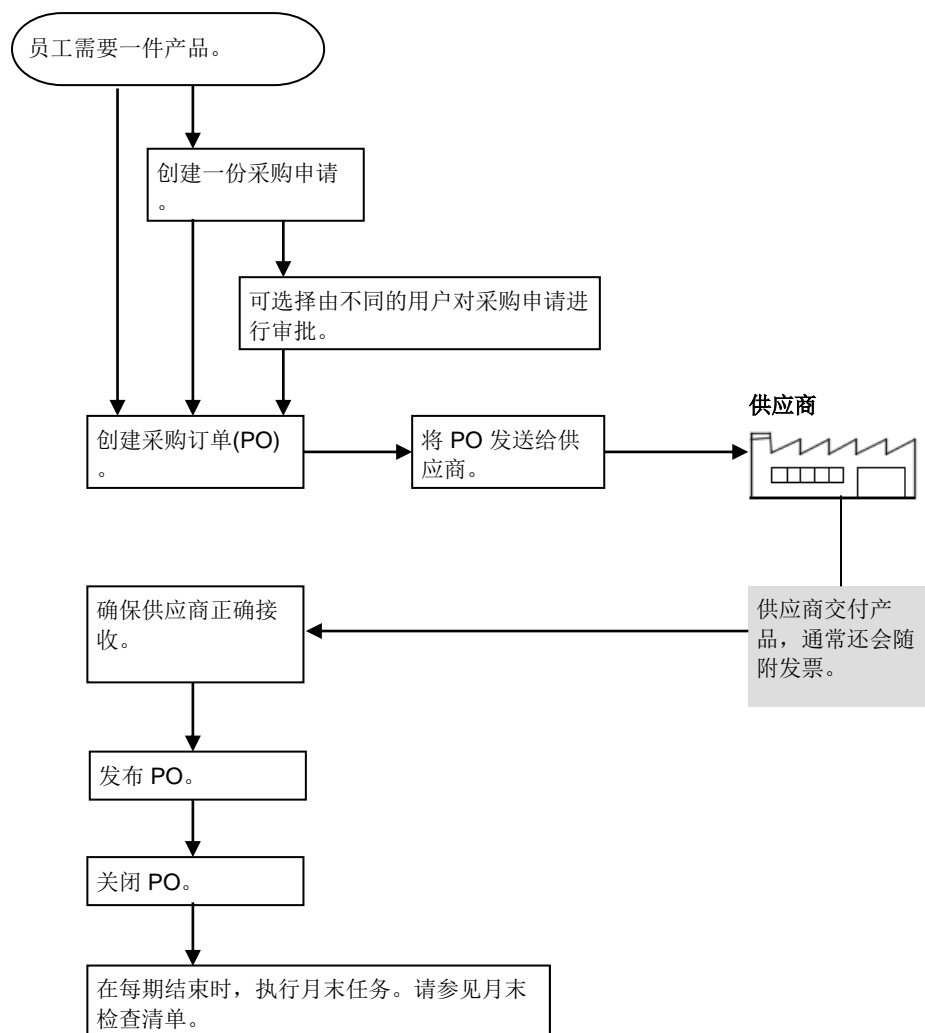 员工需要一件产品。
创建一份采购申请
。
可选择由不同的用户对采购申请进
行审批。
创建采购订单(PO)
。
将 PO 发送给供
应商。
供应商
供应商交付产
品，通常还会随
附发票。
确保供应商正确接
收。
发布 PO。
关闭 PO。
在每期结束时，执行月末任务。请参见月末
检查清单。